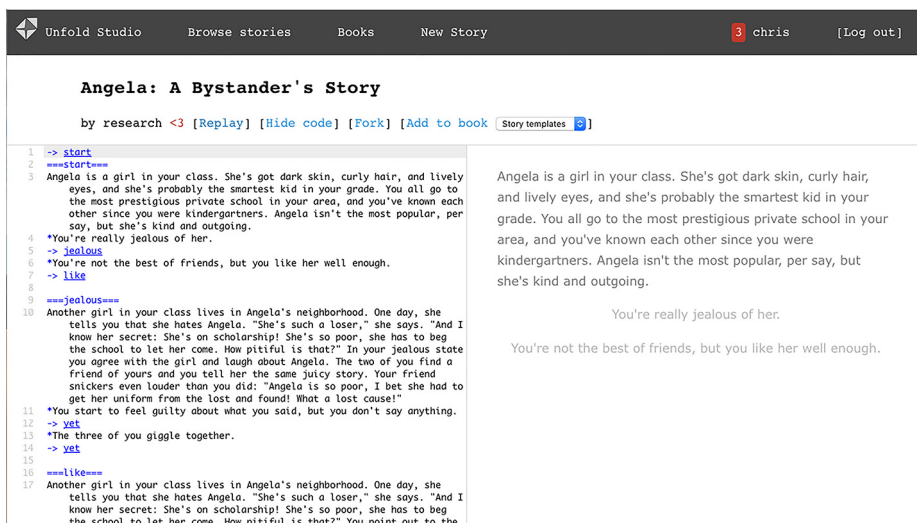 Unfold Studio Browse stories Books New Story 3 chris [Log out]
Angela: A Bystander's Story
by research <3 [Replay] [Hide code] [Fork] [Add to book Story templates ]
1 -> start
2 ===start===
3 Angela is a girl in your class. She's got dark skin, curly hair, and lively
eyes, and she's probably the smartest kid in your grade. You all go to
the most prestigious private school in your area, and you've known each
other since you were kindergartners. Angela isn't the most popular, per
say, but she's kind and outgoing.
4 *You're really jealous of her.
5 -> jealous
6 *You're not the best of friends, but you like her well enough.
7 -> like
8
9 ===jealous===
10 Another girl in your class lives in Angela's neighborhood. One day, she
tells you that she hates Angela. "She's such a loser," she says. "And I
know her secret: She's on scholarship! She's so poor, she has to beg
the school to let her come. How pitiful is that?" In your jealous state
you agree with the girl and laugh about Angela. The two of you find a
friend of yours and you tell her the same juicy story. Your friend
snickers even louder than you did: "Angela is so poor, I bet she had to
get her uniform from the lost and found! What a lost cause!"
11 *You start to feel guilty about what you said, but you don't say anything.
12 -> yet
13 *The three of you giggle together.
14 -> yet
15
16 ===like===
17 Another girl in your class lives in Angela's neighborhood. One day, she
tells you that she hates Angela. "She's such a loser," she says. "And I
know her secret: She's on scholarship! She's so poor, she has to beg
the school to let her come. How pitiful is that?" You point out to the
Angela is a girl in your class. She's got dark skin, curly hair,
and lively eyes, and she's probably the smartest kid in your
grade. You all go to the most prestigious private school in your
area, and you've known each other since you were
kindergartners. Angela isn't the most popular, per say, but
she's kind and outgoing.
You're really jealous of her.
You're not the best of friends, but you like her well enough.